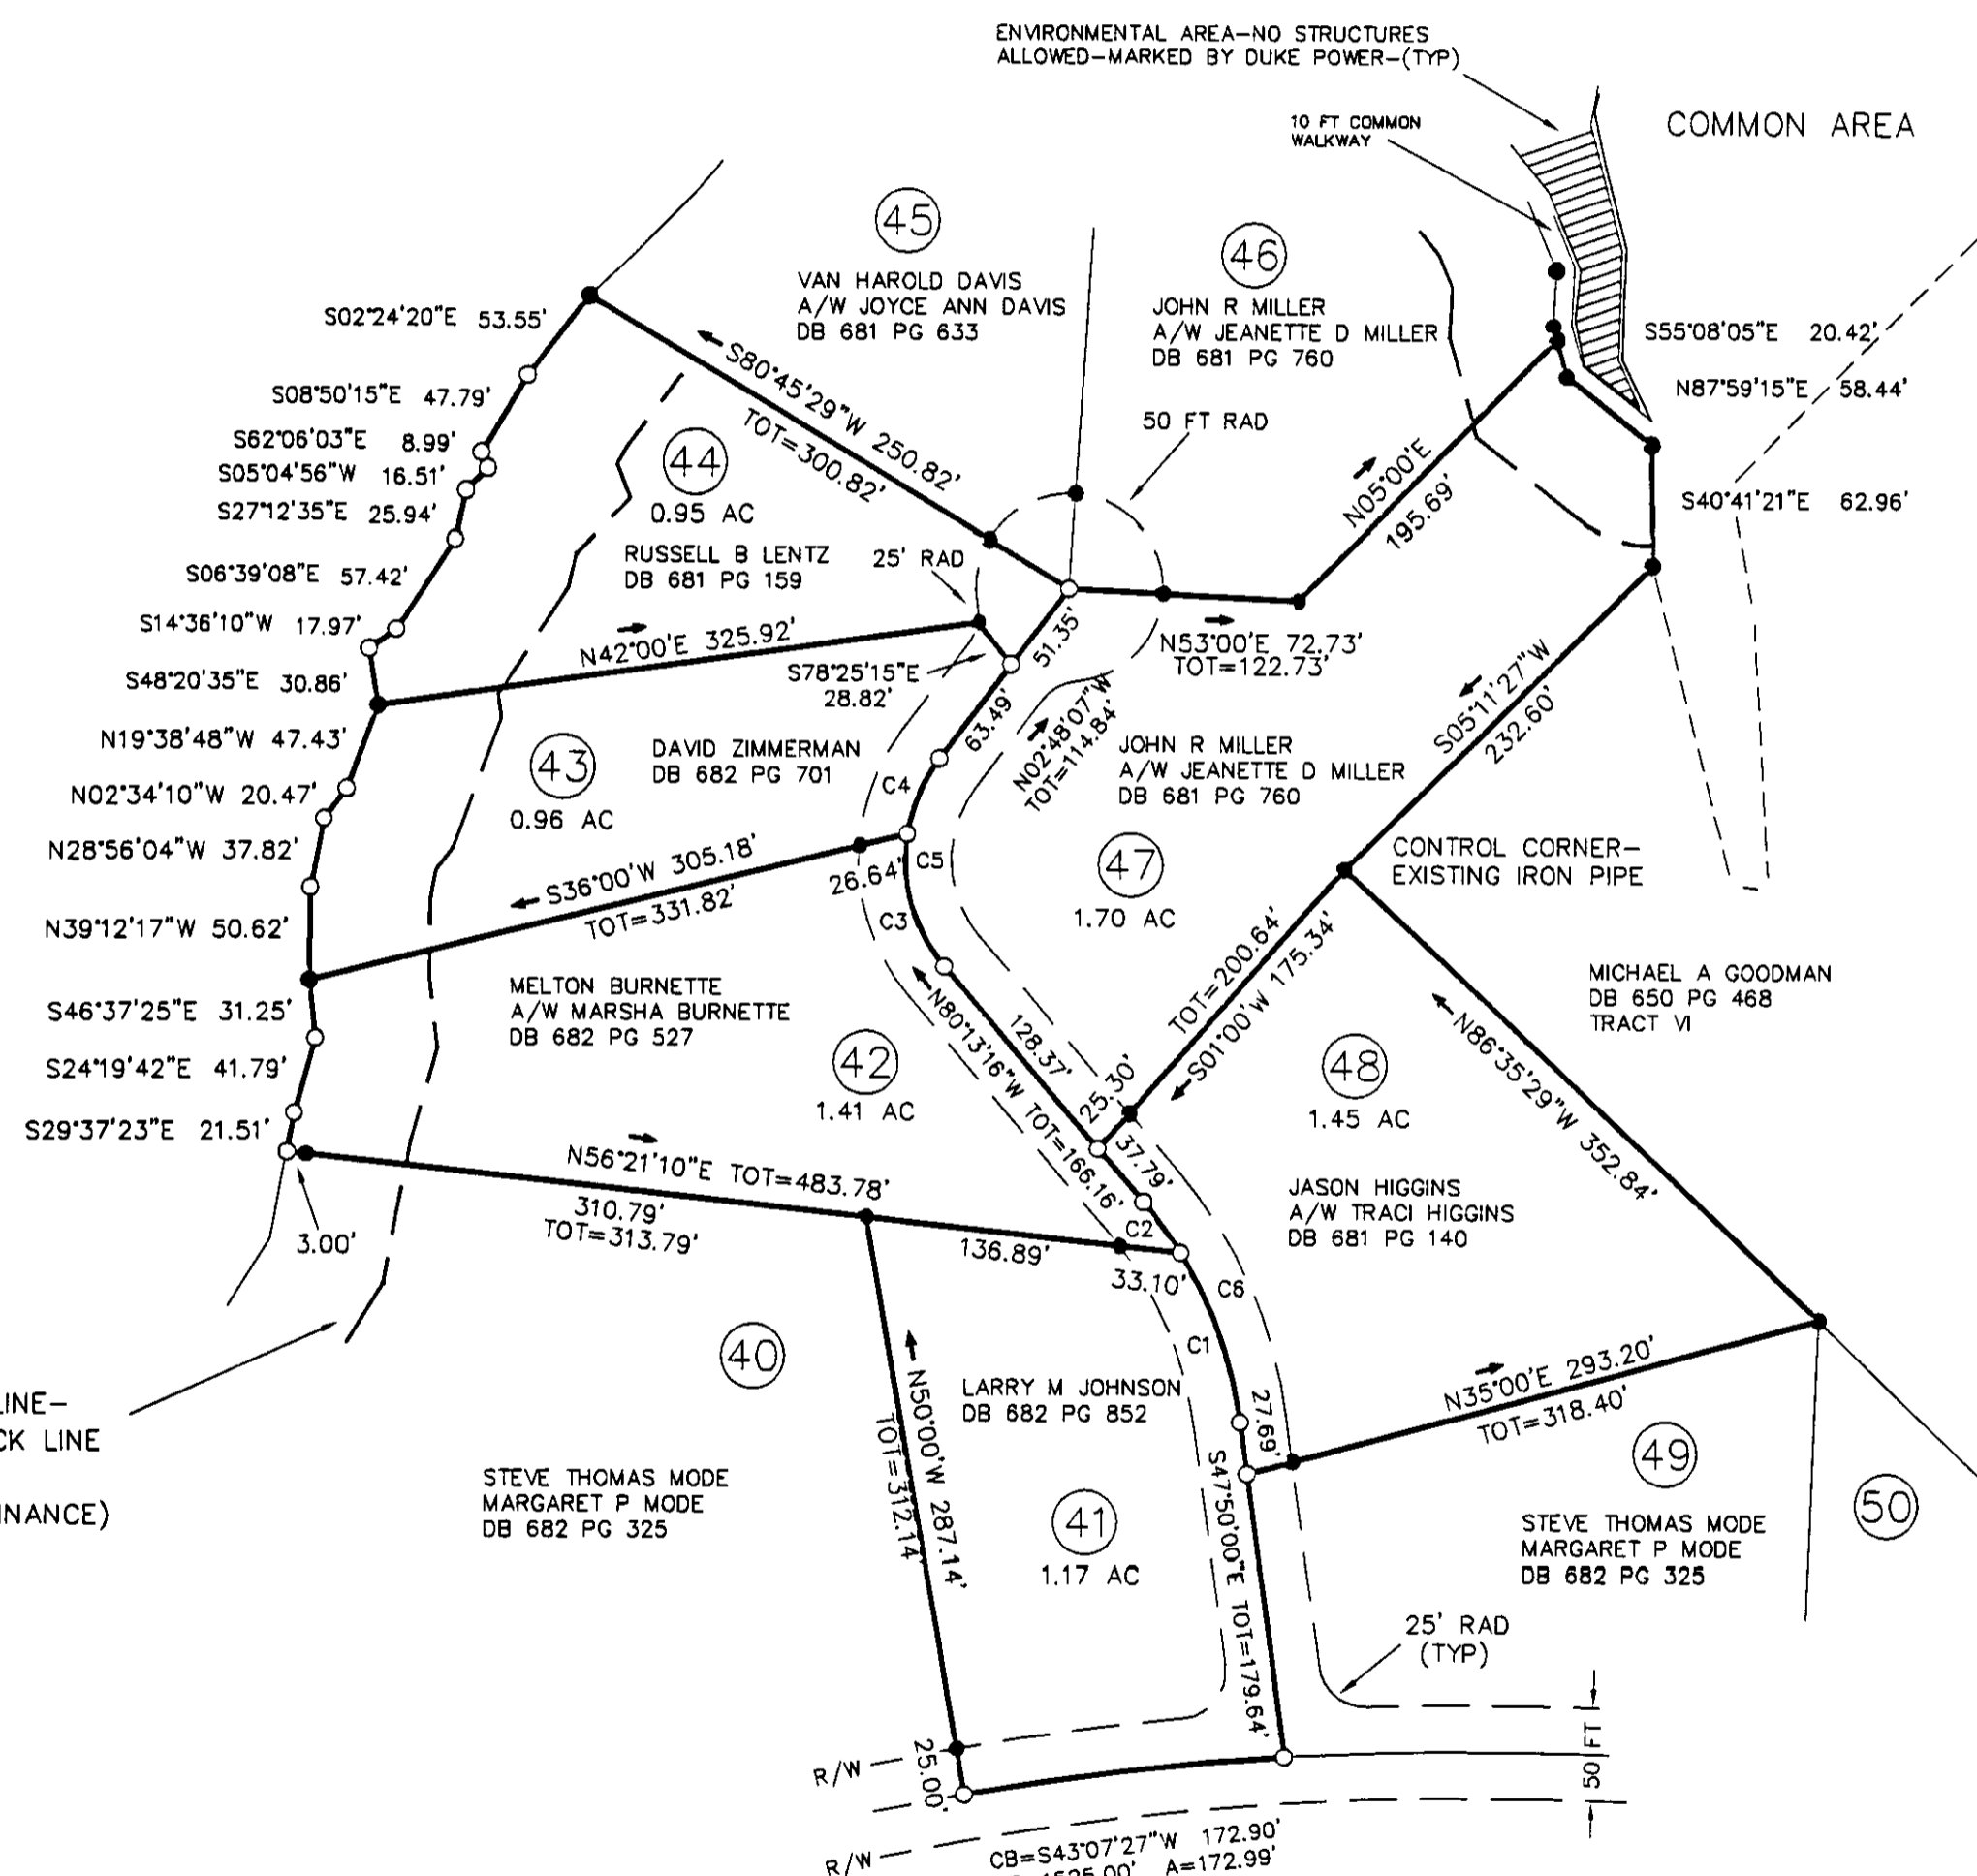 ENVIRONMENTAL AREA-NO STRUCTURES
ALLOWED-MARKED BY DUKE POWER-(TYP)
10 FT COMMON
WALKWAY
COMMON AREA
45
VAN HAROLD DAVIS
A/W JOYCE ANN DAVIS
DB 681 PG 633
46
JOHN R MILLER
A/W JEANETTE D MILLER
DB 681 PG 760
S02°24'20"E 53.55'
S08°50'15"E 47.79'
S62°06'03"E 8.99'
S05°04'56"W 16.51'
S27°12'35"E 25.94'
S06°39'08"E 57.42'
S14°36'10"W 17.97'
S48°20'35"E 30.86'
N19°38'48"W 47.43'
N02°34'10"W 20.47'
N28°56'04"W 37.82'
N39°12'17"W 50.62'
S46°37'25"E 31.25'
S24°19'42"E 41.79'
S29°37'23"E 21.51'
S80°45'29"W 250.82'
TOT=300.82'
50 FT RAD
S55°08'05"E 20.42'
N87°59'15"E 58.44'
S40°41'21"E 62.96'
N05°00'E
195.69'
44
0.95 AC
RUSSELL B LENTZ
DB 681 PG 159
25' RAD
N42°00'E 325.92'
S78°25'15"E
28.82'
51.35'
N53°00'E 72.73'
TOT=122.73'
63.49'
N02°48'07"W
TOT=114.84'
S05°11'27"W
232.60'
43
0.96 AC
DAVID ZIMMERMAN
DB 682 PG 701
C4
JOHN R MILLER
A/W JEANETTE D MILLER
DB 681 PG 760
47
1.70 AC
CONTROL CORNER-
EXISTING IRON PIPE
S36°00'W 305.18'
TOT=331.82'
26.64'
C5
C3
MELTON BURNETTE
A/W MARSHA BURNETTE
DB 682 PG 527
42
1.41 AC
128.37'
N80°13'16"W TOT=166.16'
TOT=200.64'
S01°00'W 175.34'
25.30'
37.79'
MICHAEL A GOODMAN
DB 650 PG 468
TRACT VI
N86°35'29"W 352.84'
48
1.45 AC
JASON HIGGINS
A/W TRACI HIGGINS
DB 681 PG 140
N56°21'10"E TOT=483.78'
310.79'
TOT=313.79'
3.00'
136.89'
33.10'
C2
C6
C1
40
LARRY M JOHNSON
DB 682 PG 852
N50°00'W 287.14'
TOT=312.14'
27.69'
S47°50'00"E TOT=179.64'
N35°00'E 293.20'
TOT=318.40'
49
50
LINE-
CK LINE
INANCE)
STEVE THOMAS MODE
MARGARET P MODE
DB 682 PG 325
41
1.17 AC
STEVE THOMAS MODE
MARGARET P MODE
DB 682 PG 325
25' RAD
(TYP)
50 FT
R/W
25.00'
R/W
CB=S43°07'27"W 172.90'
A=172.99'